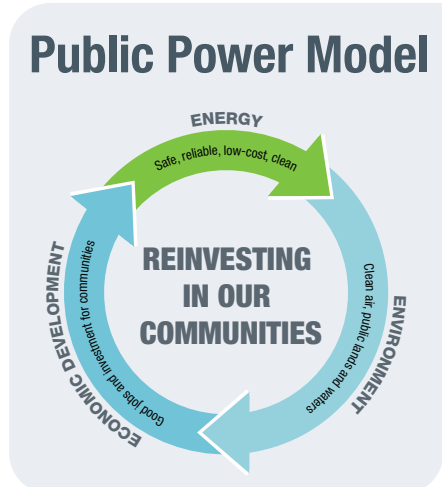 Public Power Model
ENERGY
Safe, reliable, low-cost, clean
REINVESTING
IN OUR
COMMUNITIES
ENVIRONMENT
Clean air, public lands and waters
ECONOMIC DEVELOPMENT
Good jobs and investment for communities